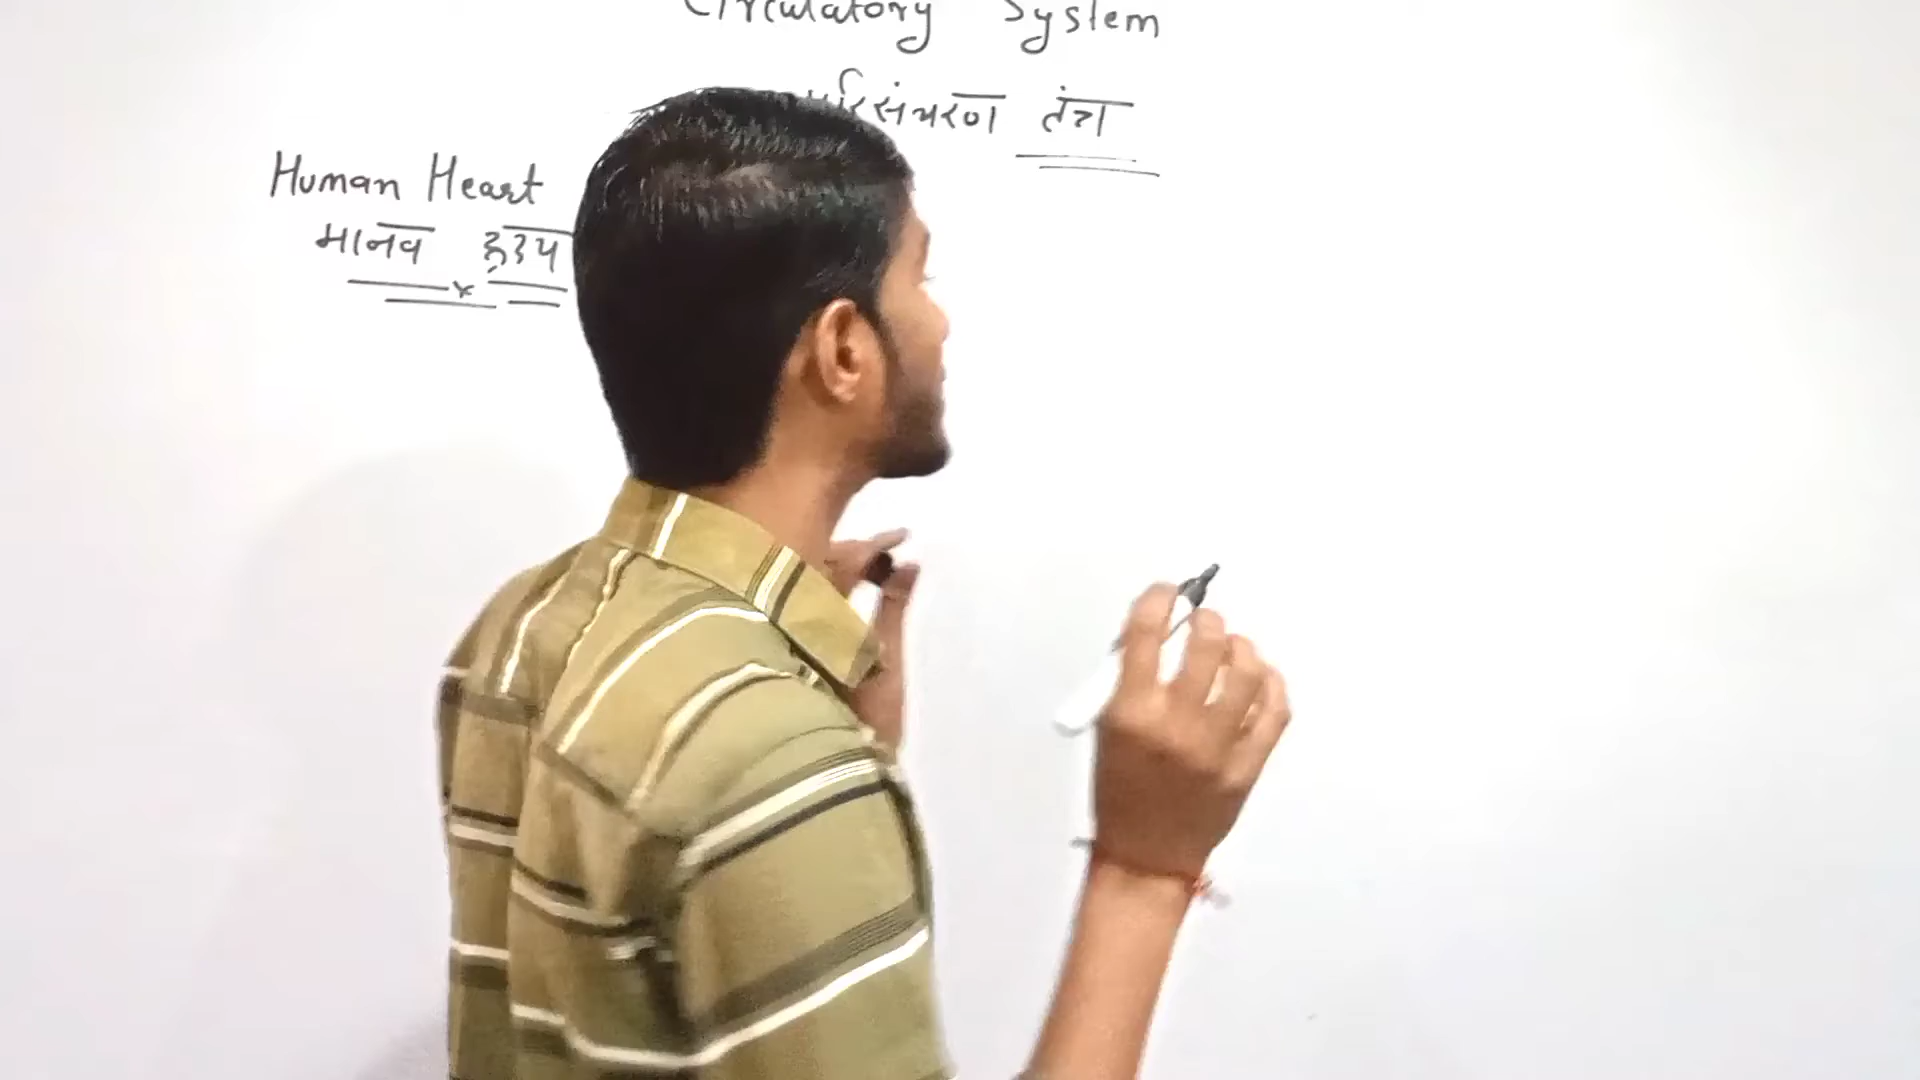 Circulatory System
परिसंचरण तंत्र
Human Heart
मानव हृदय